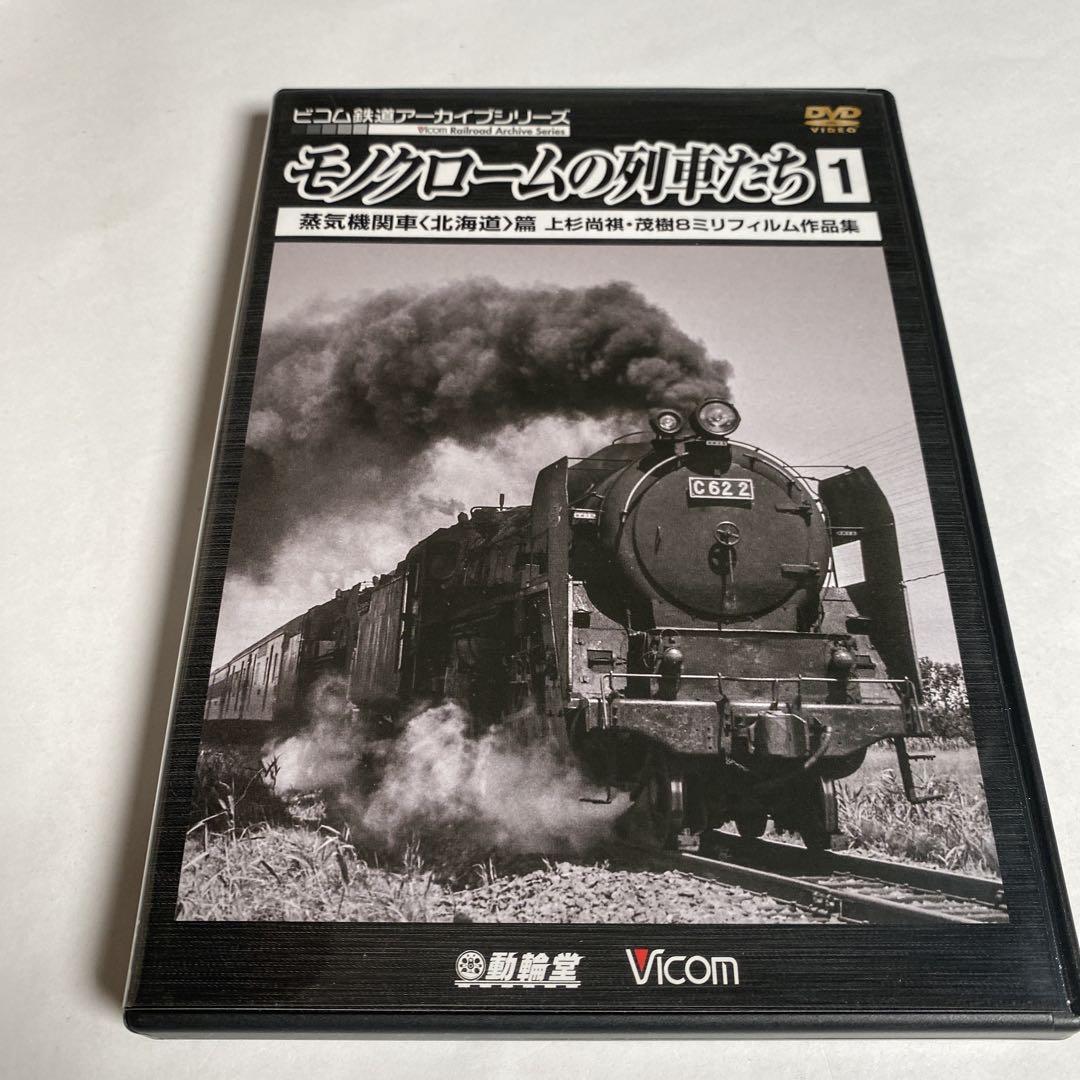 ビコム鉄道アーカイブシリーズ
Vicom Railroad Archive Series
DVD
VIDEO
モノクロームの列車たち 1
蒸気機関車〈北海道〉篇 上杉尚祺・茂樹8ミリフィルム作品集
C62 2
動輪堂
Vicom